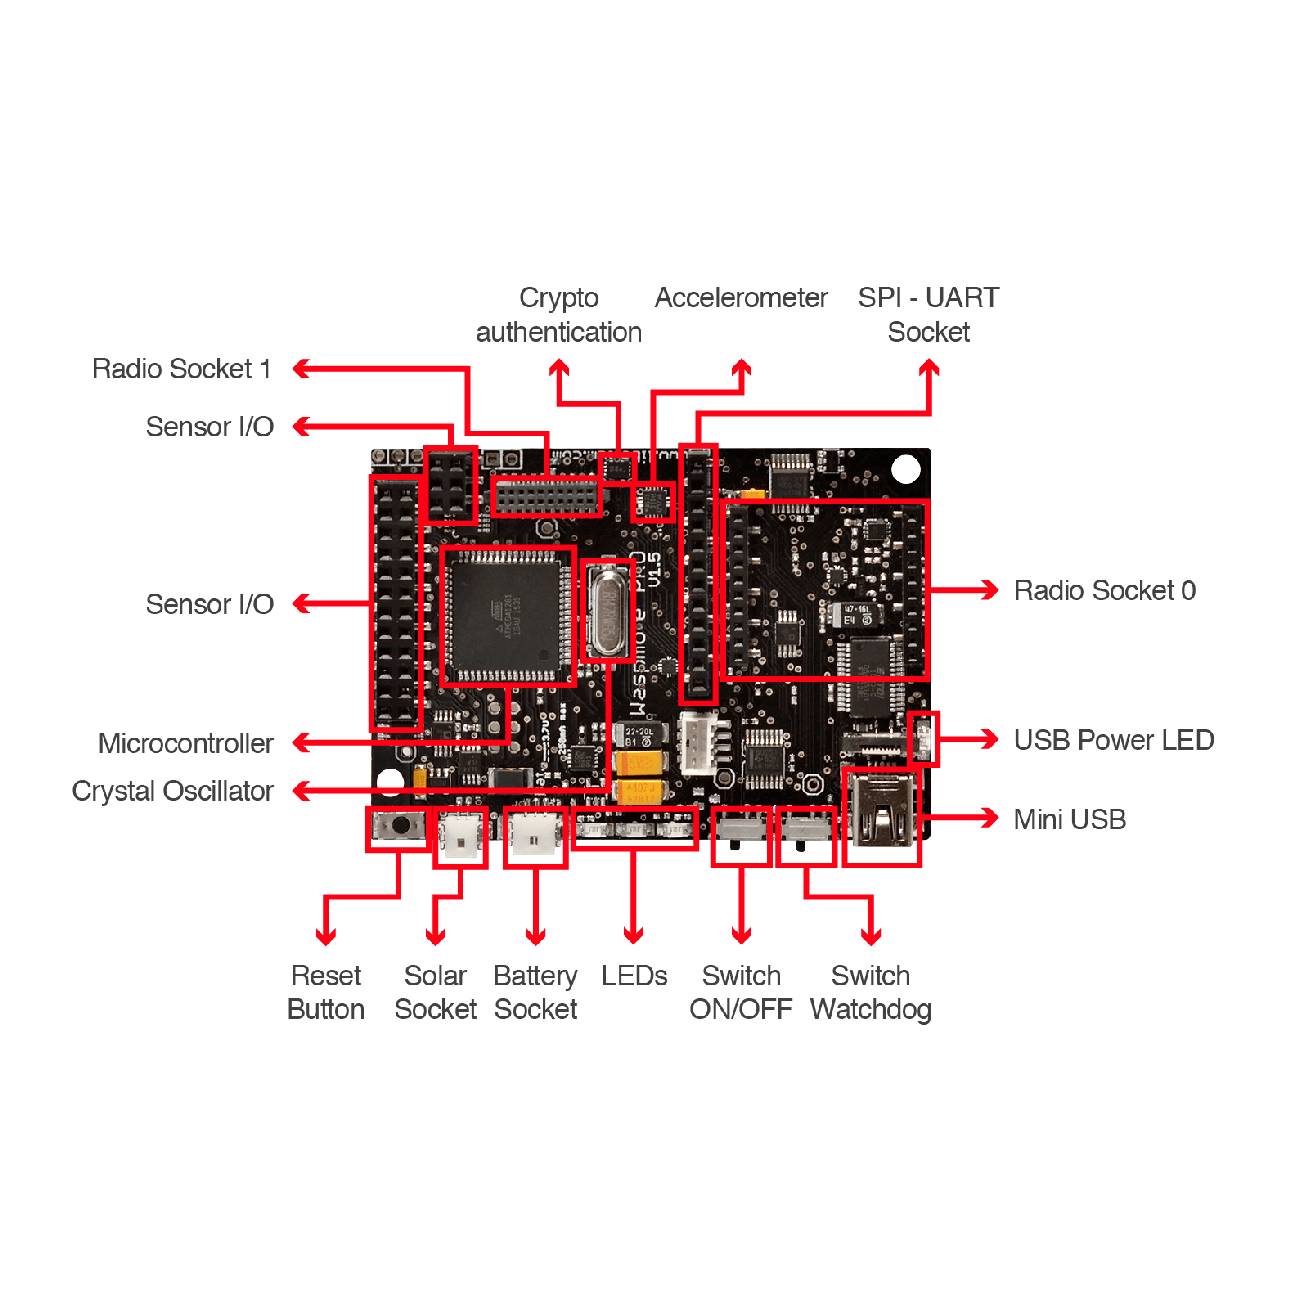 Crypto
authentication
Accelerometer
SPI - UART
Socket
Radio Socket 1
Sensor I/O
Sensor I/O
Radio Socket 0
Microcontroller
Crystal Oscillator
USB Power LED
Mini USB
Waspmote pro
v1.5
Reset
Button
Solar
Socket
Battery
Socket
LEDs
Switch
ON/OFF
Switch
Watchdog